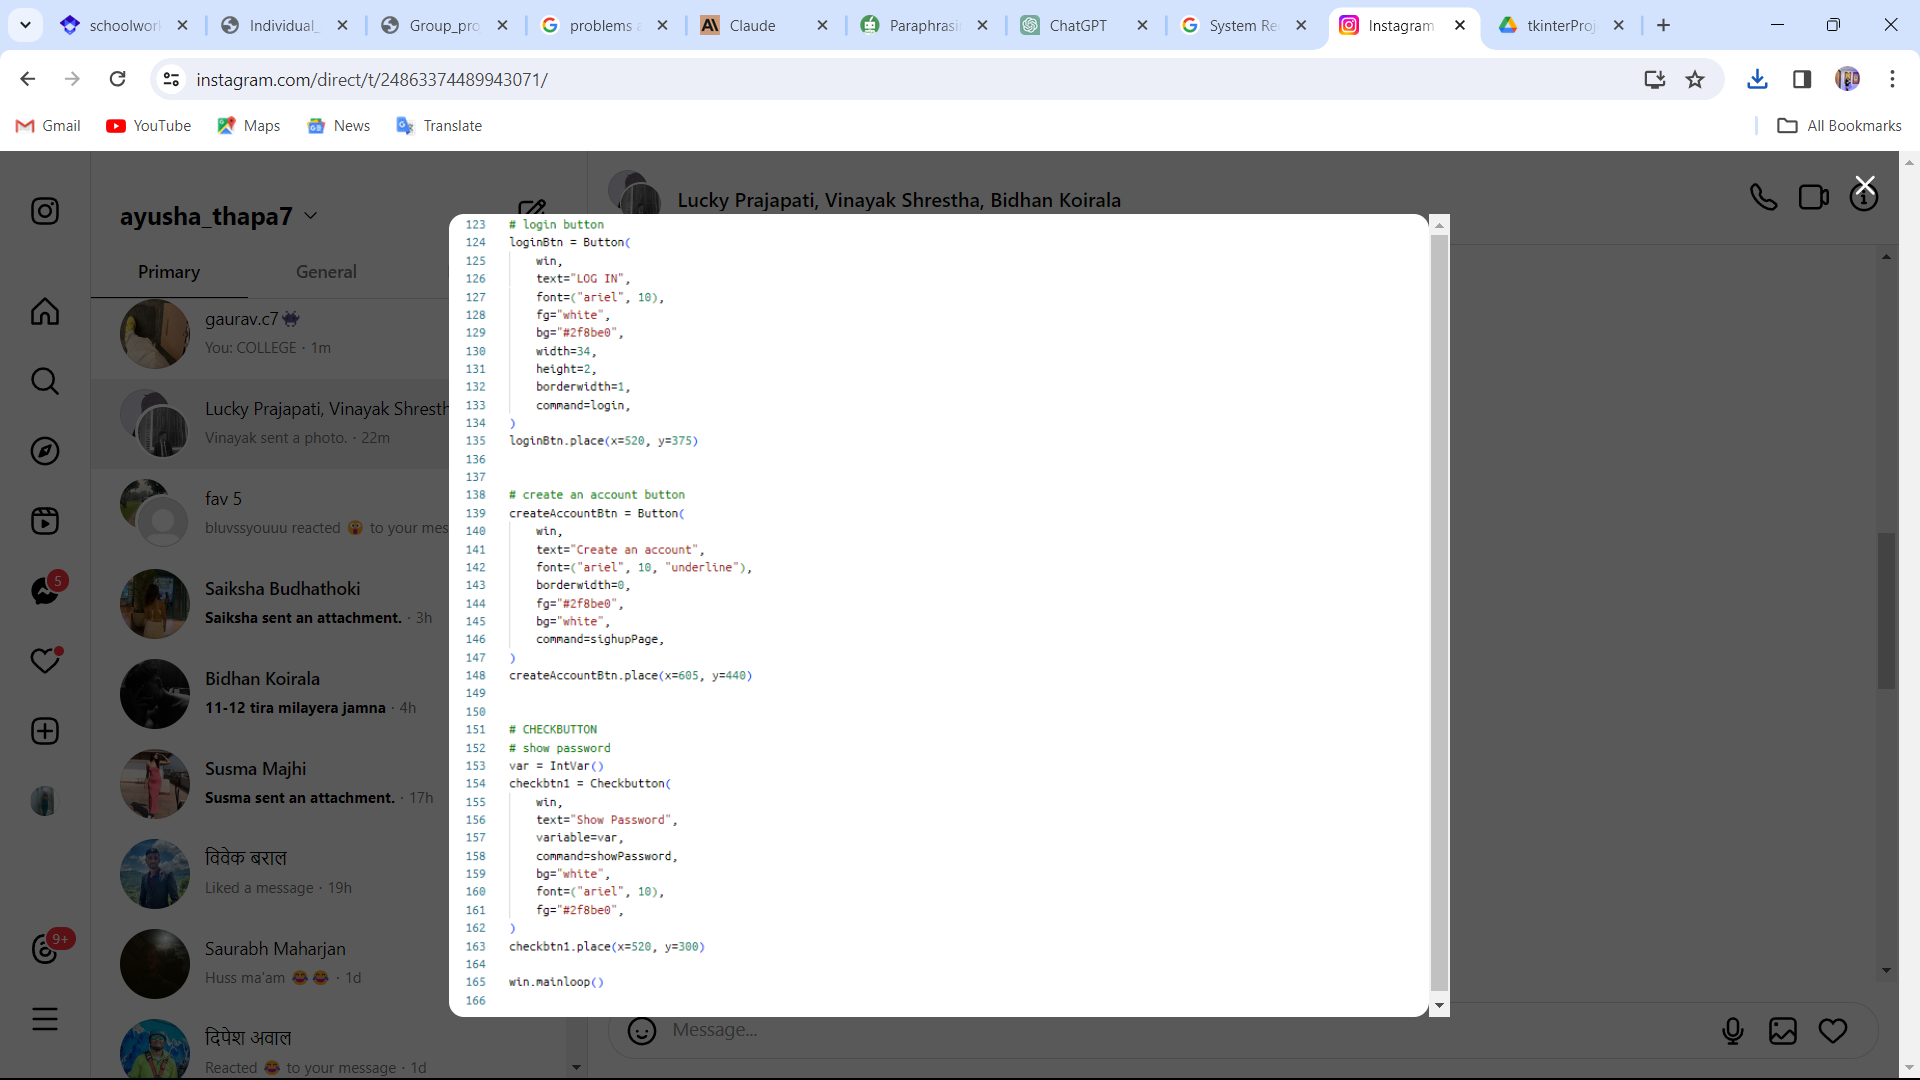 schoolwor
Individual_
Group_pro
problems a
Claude
Paraphrasi
ChatGPT
System Re
Instagram
tkinterProj
instagram.com/direct/t/24863374489943071/
Gmail
YouTube
Maps
News
Translate
All Bookmarks
ayusha_thapa7
Primary
General
gaurav.c7
You: COLLEGE · 1m
Lucky Prajapati, Vinayak Shresth
Vinayak sent a photo. · 22m
fav 5
bluvssyouuu reacted 😮 to your mes
Saiksha Budhathoki
Saiksha sent an attachment. · 3h
Bidhan Koirala
11-12 tira milayera jamna · 4h
Susma Majhi
Susma sent an attachment. · 17h
विवेक बराल
Liked a message · 19h
Saurabh Maharjan
Huss ma'am 😂😂 · 1d
दिपेश अवाल
Reacted 😂 to your message · 1d
5
9+
Lucky Prajapati, Vinayak Shrestha, Bidhan Koirala
123 # login button
124 loginBtn = Button(
125     win,
126     text="LOG IN",
127     font=("ariel", 10),
128     fg="white",
129     bg="#2f8be0",
130     width=34,
131     height=2,
132     borderwidth=1,
133     command=login,
134 )
135 loginBtn.place(x=520, y=375)
136
137
138 # create an account button
139 createAccountBtn = Button(
140     win,
141     text="Create an account",
142     font=("ariel", 10, "underline"),
143     borderwidth=0,
144     fg="#2f8be0",
145     bg="white",
146     command=sighupPage,
147 )
148 createAccountBtn.place(x=605, y=440)
149
150
151 # CHECKBUTTON
152 # show password
153 var = IntVar()
154 checkbtn1 = Checkbutton(
155     win,
156     text="Show Password",
157     variable=var,
158     command=showPassword,
159     bg="white",
160     font=("ariel", 10),
161     fg="#2f8be0",
162 )
163 checkbtn1.place(x=520, y=300)
164
165 win.mainloop()
166
Message...